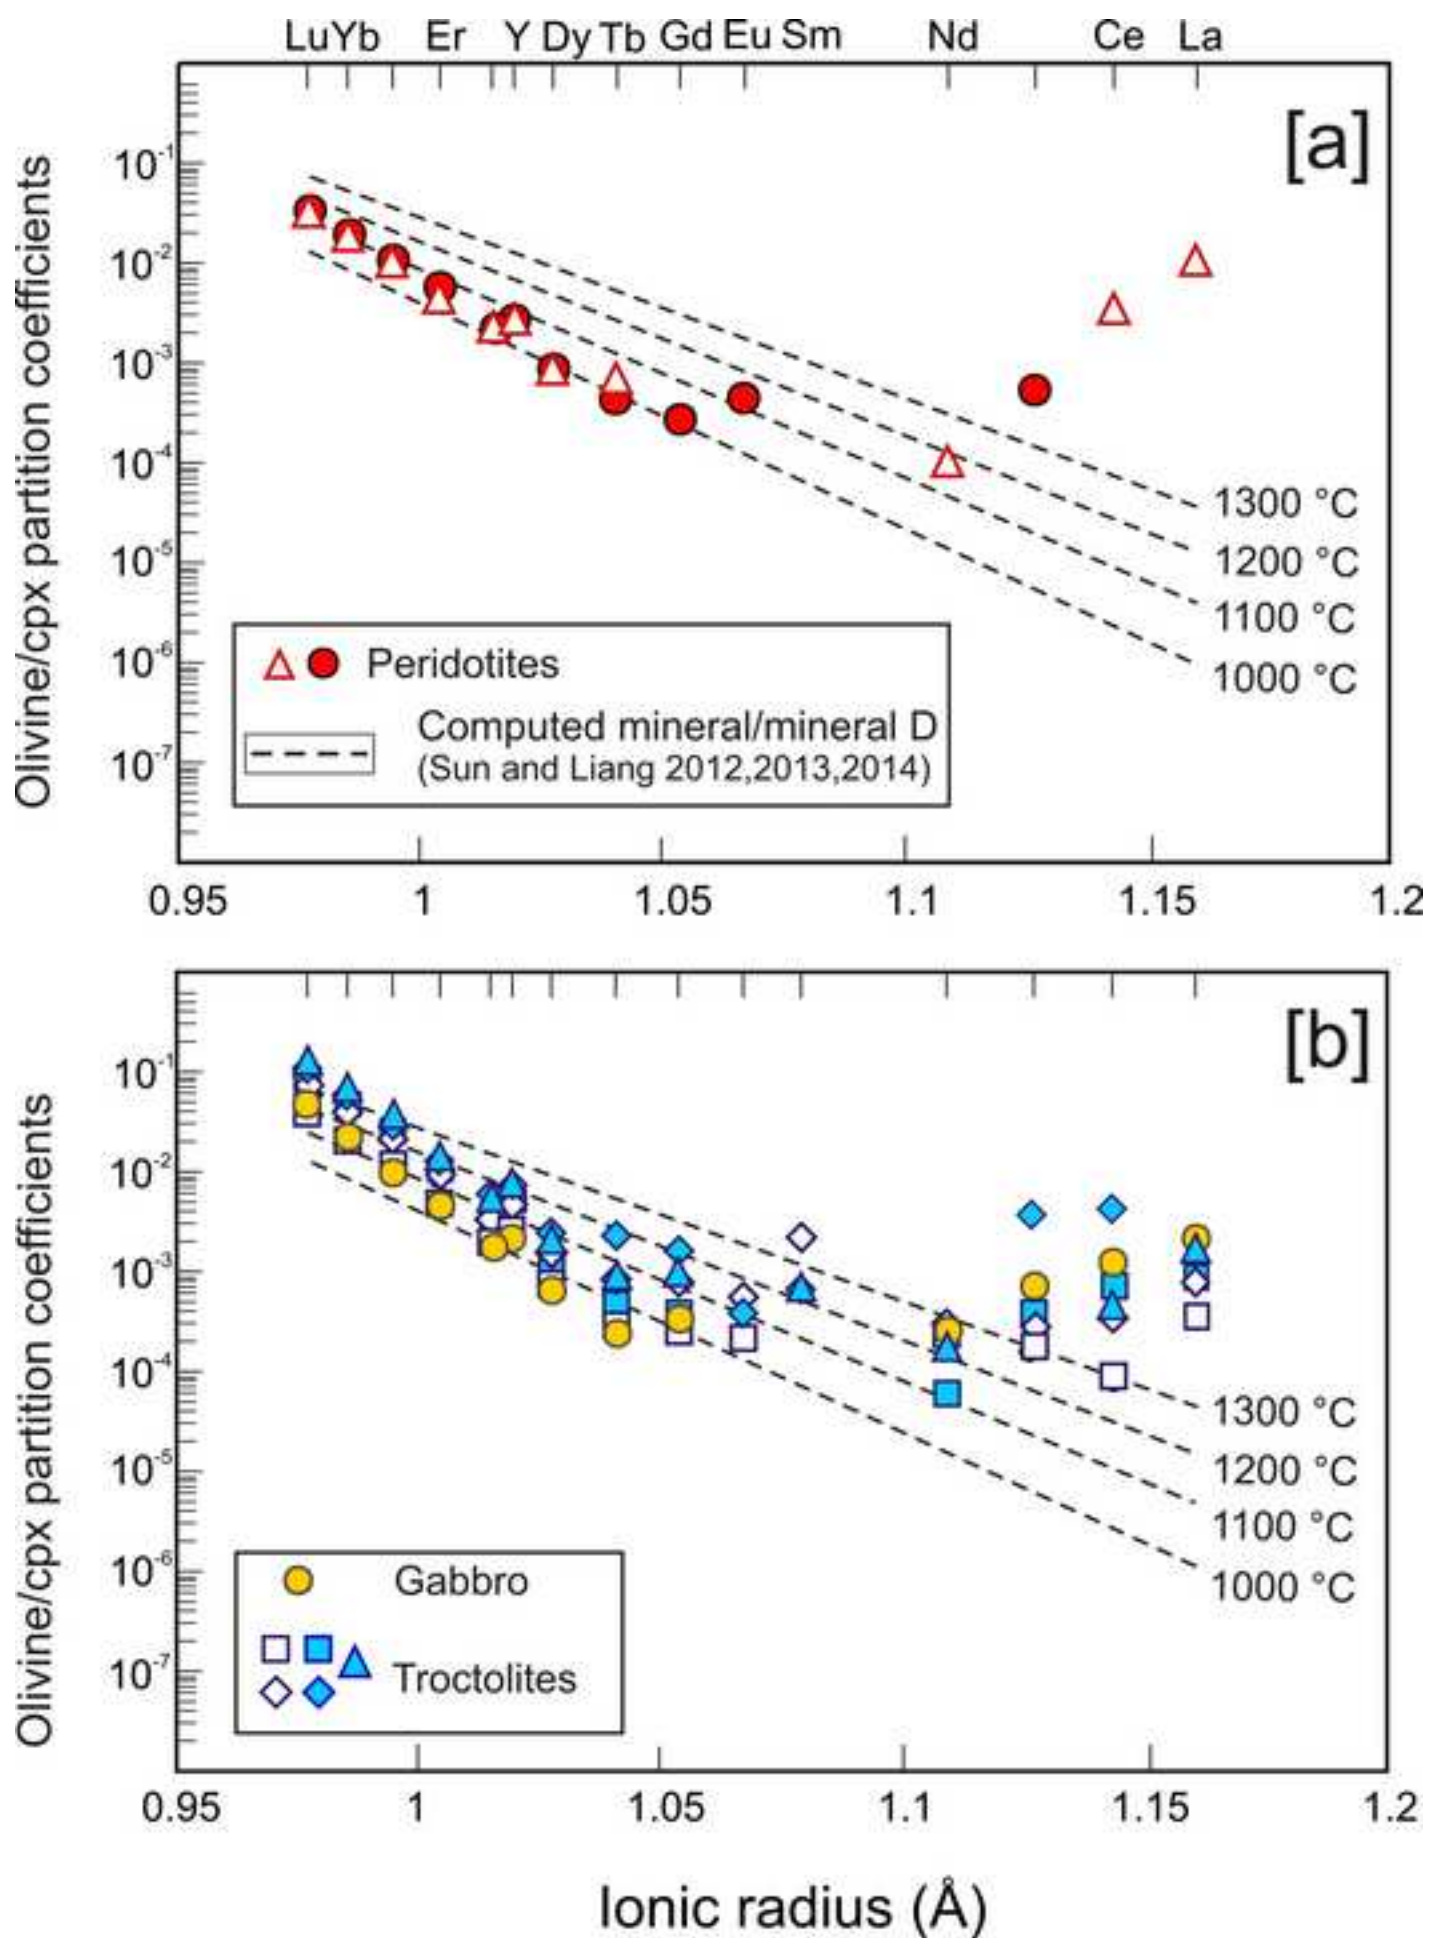 Lu Yb Er Y Dy Tb Gd Eu Sm Nd Ce La
[a]
Olivine/cpx partition coefficients
10-1
10-2
10-3
10-4
10-5
10-6
10-7
1300 °C
1200 °C
1100 °C
1000 °C
Peridotites
Computed mineral/mineral D
(Sun and Liang 2012,2013,2014)
0.95 1 1.05 1.1 1.15 1.2
[b]
Olivine/cpx partition coefficients
10-1
10-2
10-3
10-4
10-5
10-6
10-7
1300 °C
1200 °C
1100 °C
1000 °C
Gabbro
Troctolites
0.95 1 1.05 1.1 1.15 1.2
Ionic radius (Å)